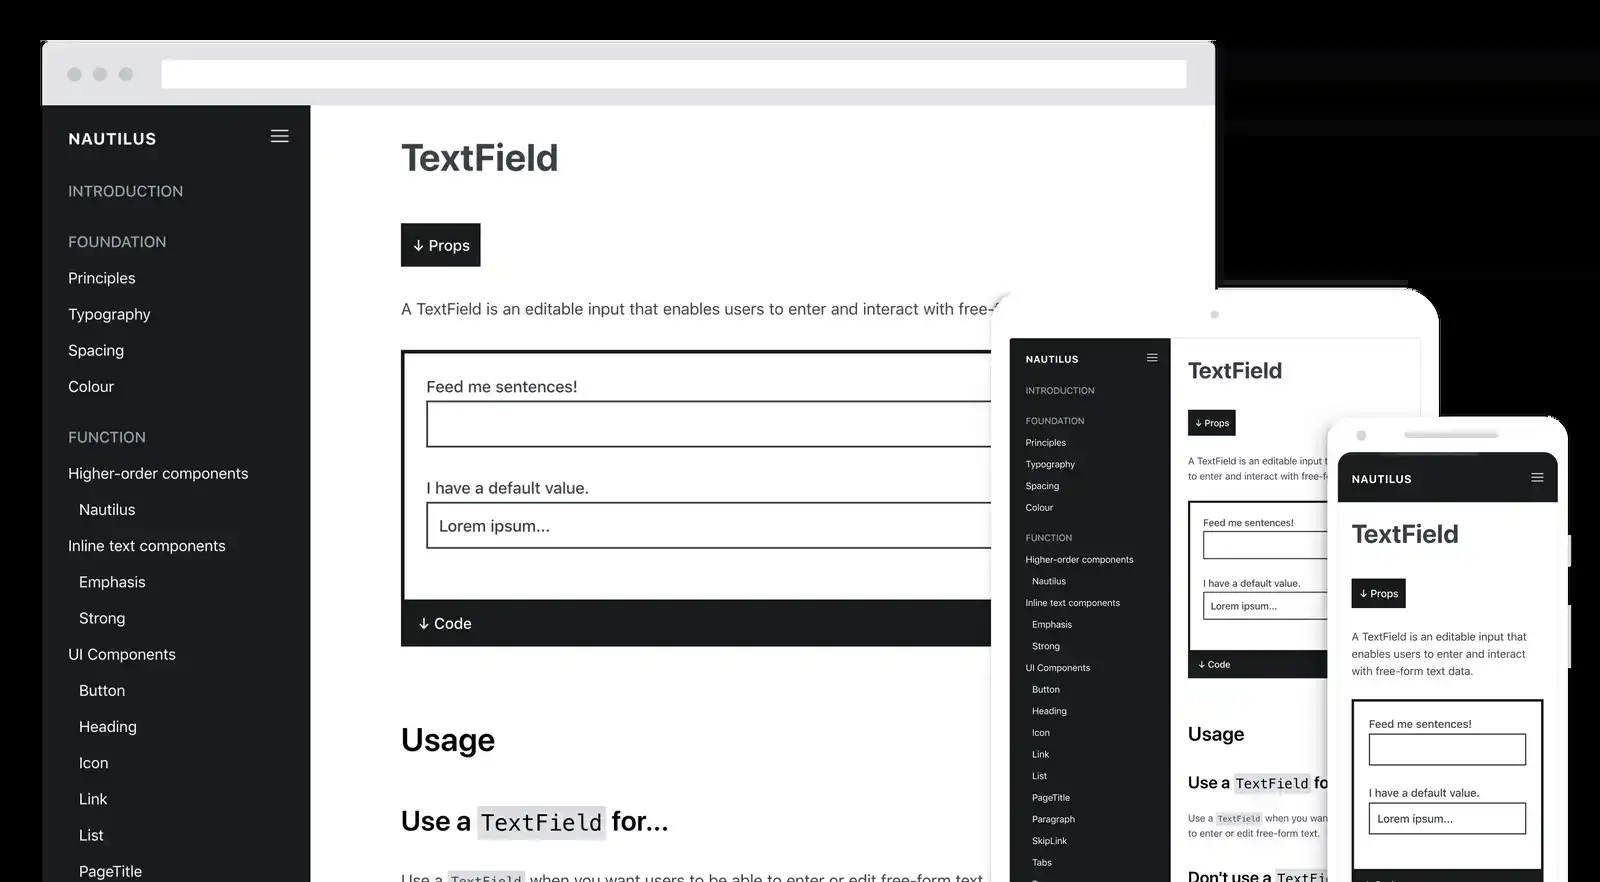 NAUTILUS
INTRODUCTION
FOUNDATION
Principles
Typography
Spacing
Colour
FUNCTION
Higher-order components
Nautilus
Inline text components
Emphasis
Strong
UI Components
Button
Heading
Icon
Link
List
PageTitle
TextField
↓ Props
A TextField is an editable input that enables users to enter and interact with free-
Feed me sentences!
I have a default value.
Lorem ipsum...
↓ Code
Usage
Use a TextField for...
Use a TextField when you want users to be able to enter or edit free-form text
NAUTILUS
INTRODUCTION
FOUNDATION
Principles
Typography
Spacing
Colour
FUNCTION
Higher-order components
Nautilus
Inline text components
Emphasis
Strong
UI Components
Button
Heading
Icon
Link
List
PageTitle
Paragraph
SkipLink
Tabs
TextField
↓ Props
A TextField is an editable input
to enter and interact with free-
Feed me sentences!
I have a default value.
Lorem ipsum...
↓ Code
Usage
Use a TextField fo
Use a TextField when you wan
to enter or edit free-form text.
Don't use a
NAUTILUS
TextField
↓ Props
A TextField is an editable input that
enables users to enter and interact
with free-form text data.
Feed me sentences!
I have a default value.
Lorem ipsum...